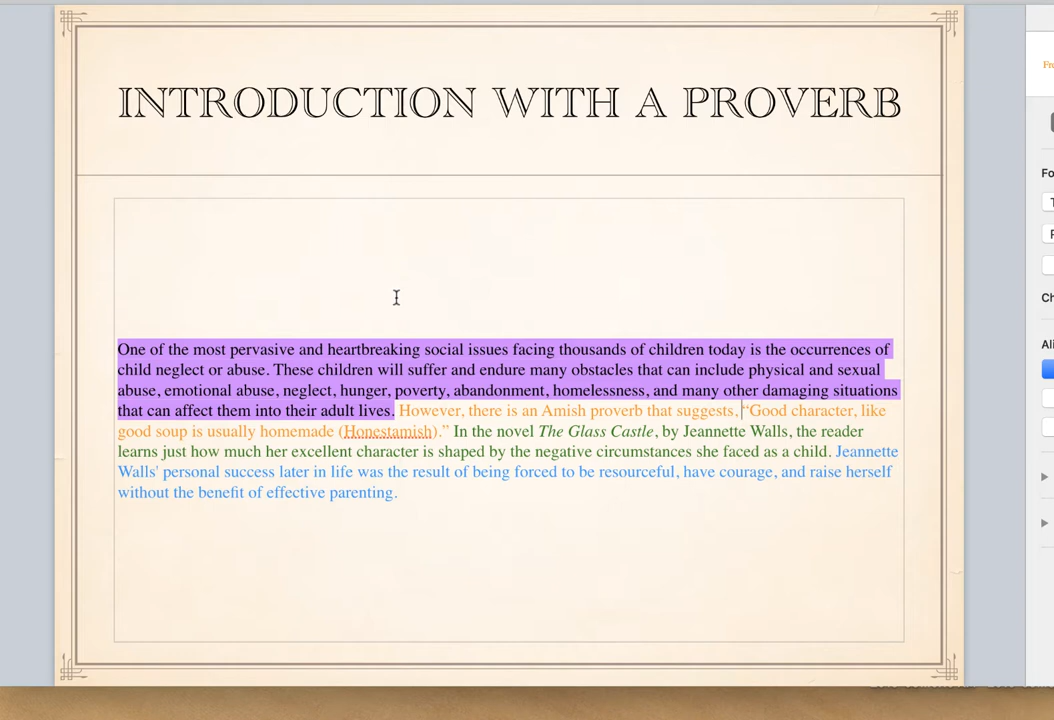 INTRODUCTION WITH A PROVERB
One of the most pervasive and heartbreaking social issues facing thousands of children today is the occurrences of
child neglect or abuse. These children will suffer and endure many obstacles that can include physical and sexual
abuse, emotional abuse, neglect, hunger, poverty, abandonment, homelessness, and many other damaging situations
that can affect them into their adult lives. However, there is an Amish proverb that suggests, “Good character, like
good soup is usually homemade (Honestamish).” In the novel The Glass Castle, by Jeannette Walls, the reader
learns just how much her excellent character is shaped by the negative circumstances she faced as a child. Jeannette
Walls' personal success later in life was the result of being forced to be resourceful, have courage, and raise herself
without the benefit of effective parenting.